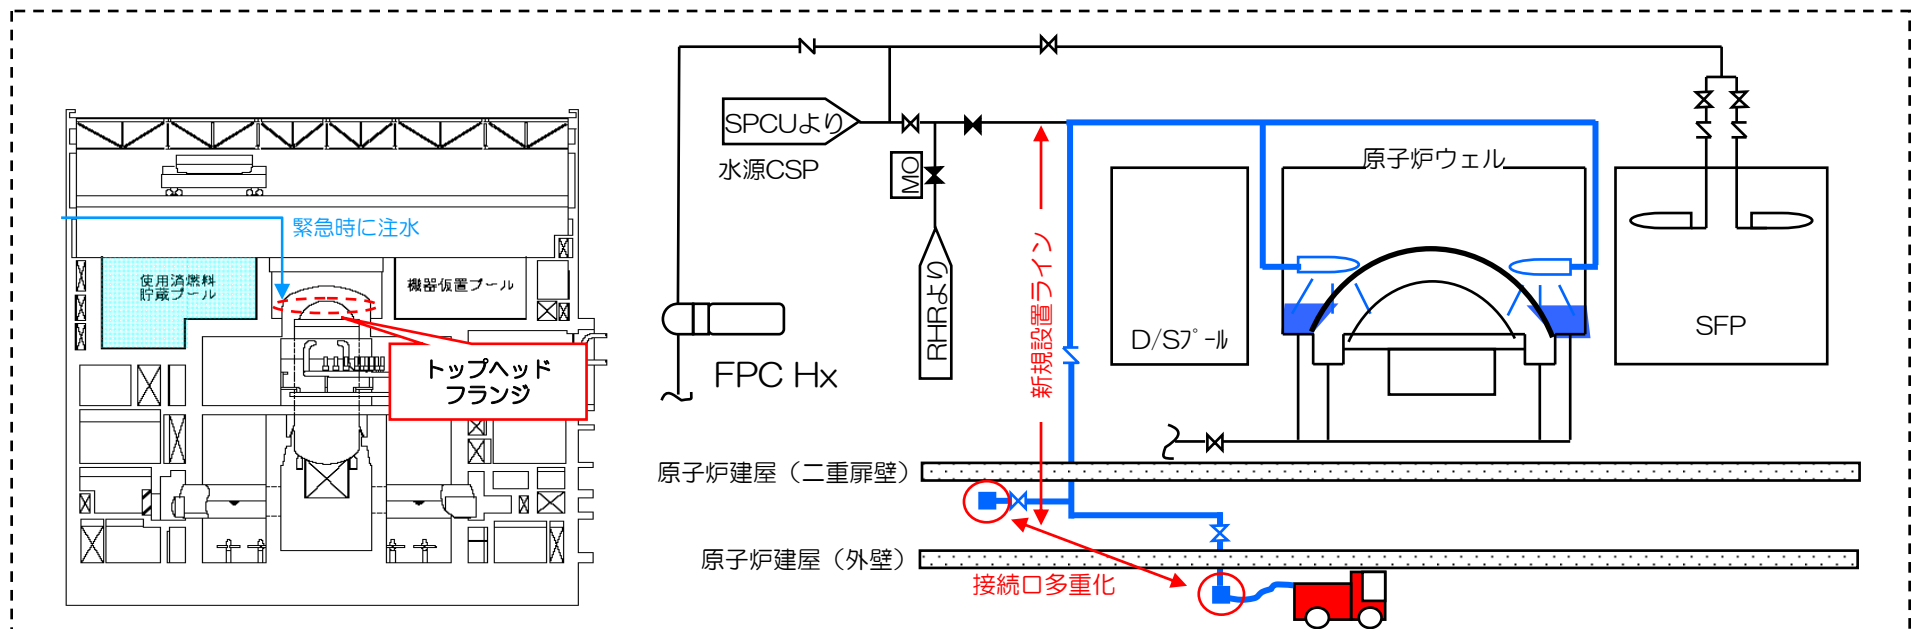 緊急時に注水
使用済燃料
貯蔵プール
機器仮置プール
トップヘッド
フランジ
SPCUより
水源CSP
MO
RHRより
FPC Hx
新規設置ライン
D/Sプール
原子炉ウェル
SFP
原子炉建屋（二重扉壁）
原子炉建屋（外壁）
接続口多重化